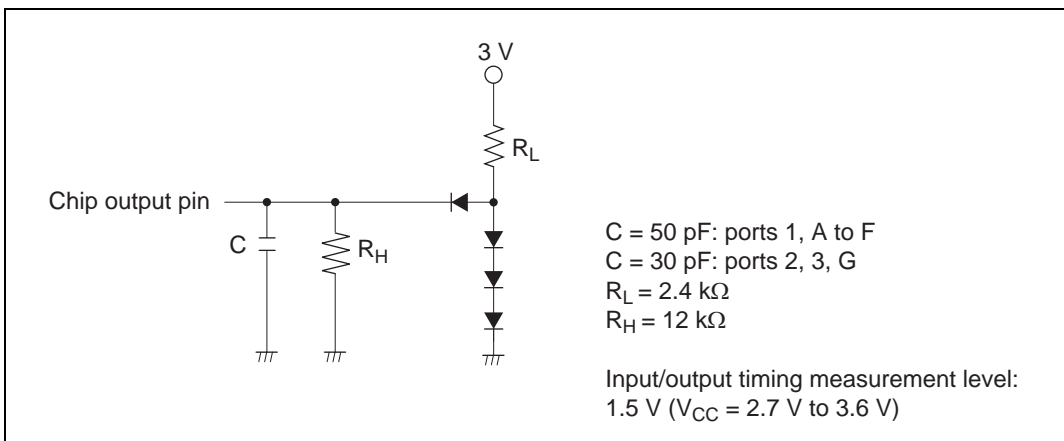 3 V
R_L
Chip output pin
C
R_H
C = 50 pF: ports 1, A to F
C = 30 pF: ports 2, 3, G
R_L = 2.4 kΩ
R_H = 12 kΩ
Input/output timing measurement level:
1.5 V (V_CC = 2.7 V to 3.6 V)